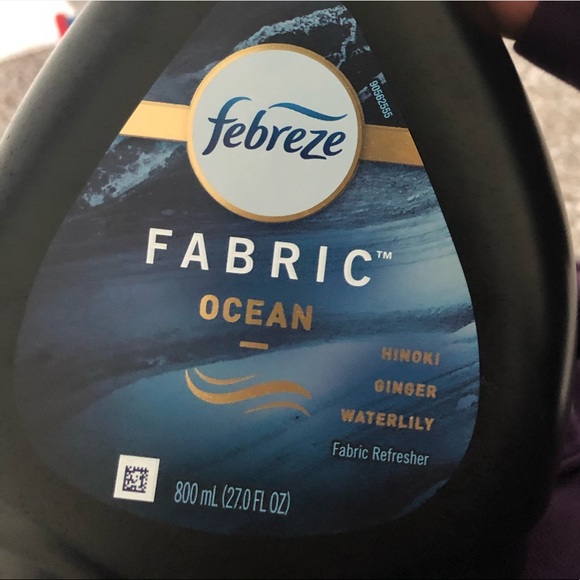 90562555
febreze
FABRIC™
OCEAN
HINOKI
GINGER
WATERLILY
Fabric Refresher
800 mL (27.0 FL OZ)